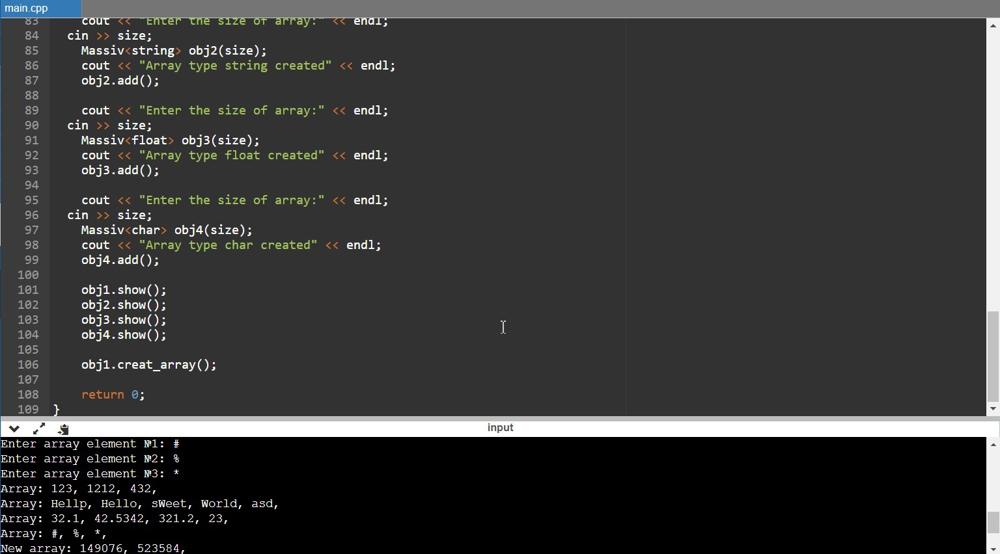 main.cpp
83 cout << "Enter the size of array:" << endl;
84 cin >> size;
85 Massiv<string> obj2(size);
86 cout << "Array type string created" << endl;
87 obj2.add();
88
89 cout << "Enter the size of array:" << endl;
90 cin >> size;
91 Massiv<float> obj3(size);
92 cout << "Array type float created" << endl;
93 obj3.add();
94
95 cout << "Enter the size of array:" << endl;
96 cin >> size;
97 Massiv<char> obj4(size);
98 cout << "Array type char created" << endl;
99 obj4.add();
100
101 obj1.show();
102 obj2.show();
103 obj3.show();
104 obj4.show();
105
106 obj1.creat_array();
107
108 return 0;
109 }
input
Enter array element №1: #
Enter array element №2: %
Enter array element №3: *
Array: 123, 1212, 432,
Array: Hellp, Hello, sWeet, World, asd,
Array: 32.1, 42.5342, 321.2, 23,
Array: #, %, *,
New array: 149076, 523584,